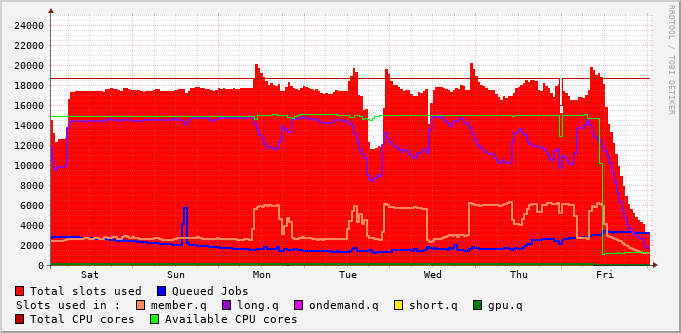 24000
22000
20000
18000
16000
14000
12000
10000
8000
6000
4000
2000
0
Sat Sun Mon Tue Wed Thu Fri
Total slots used Queued Jobs
Slots used in : member.q long.q ondemand.q short.q gpu.q
Total CPU cores Available CPU cores
RRDTOOL / TOBI OETIKER